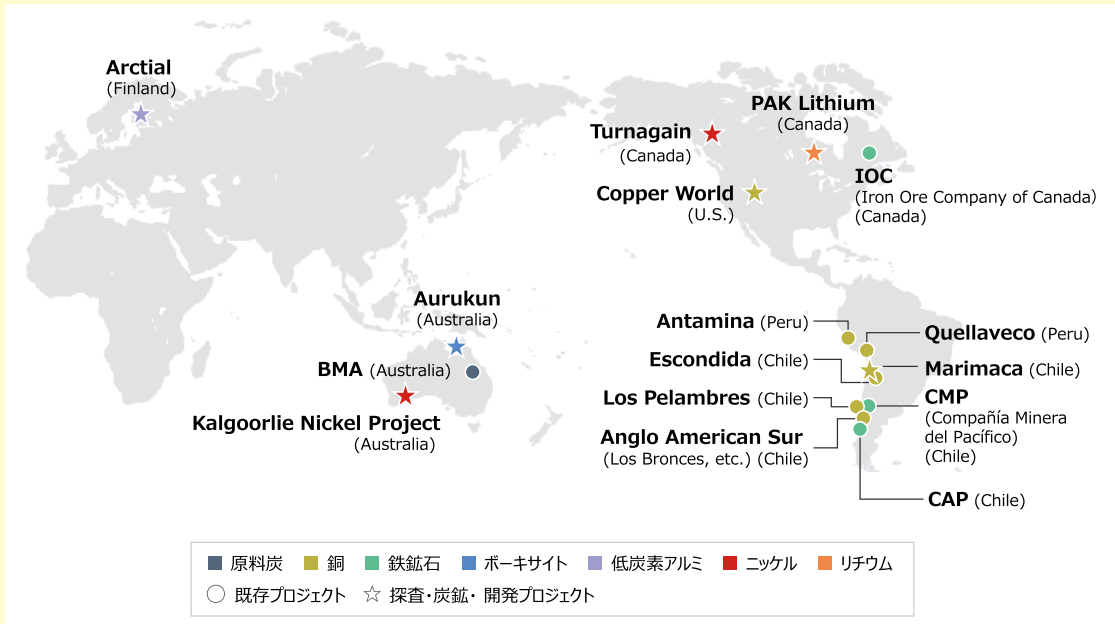 Arctial
(Finland)
PAK Lithium
(Canada)
Turnagain
(Canada)
IOC
(Iron Ore Company of Canada)
(Canada)
Copper World
(U.S.)
Aurukun
(Australia)
BMA (Australia)
Kalgoorlie Nickel Project
(Australia)
Antamina (Peru)
Quellaveco (Peru)
Escondida (Chile)
Marimaca (Chile)
Los Pelambres (Chile)
CMP
(Compañía Minera
del Pacífico)
(Chile)
Anglo American Sur
(Los Bronces, etc.) (Chile)
CAP (Chile)
原料炭 銅 鉄鉱石 ボーキサイト 低炭素アルミ ニッケル リチウム
既存プロジェクト 探査・炭鉱・開発プロジェクト